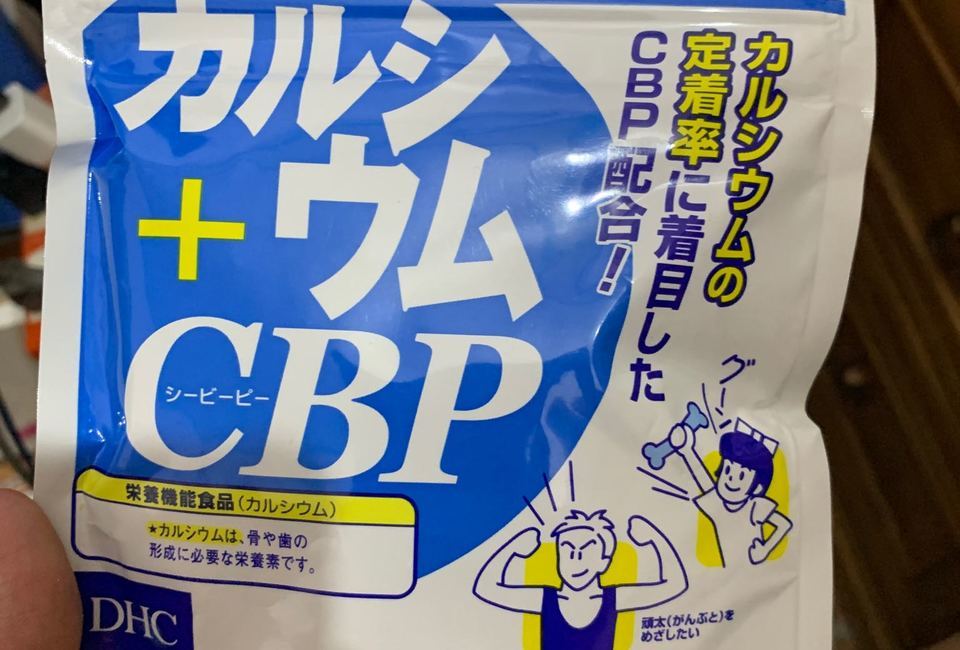 カルシ
ウム
+
CBP
シービーピー
カルシウムの
定着率に着目した
CBP配合!
グーン!
栄養機能食品(カルシウム)
★カルシウムは、骨や歯の
形成に必要な栄養素です。
DHC
頑太(がんぶと)を
めざしたい